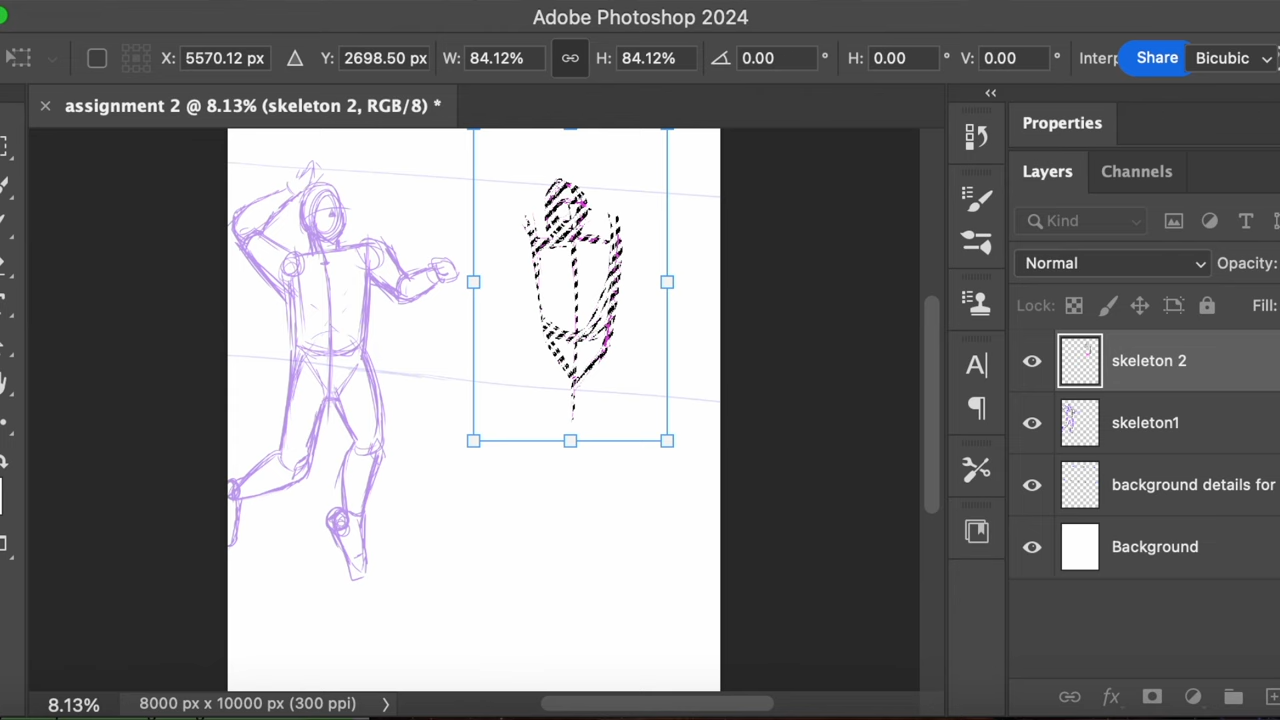 Adobe Photoshop 2024
X: 5570.12 px Y: 2698.50 px W: 84.12% H: 84.12% 0.00 ° H: 0.00 ° V: 0.00 ° Interp Share Bicubic
× assignment 2 @ 8.13% (skeleton 2, RGB/8) *
Properties
Layers Channels
Kind
Normal Opacity:
Lock: Fill:
skeleton 2
skeleton1
background details for
Background
8.13% 8000 px x 10000 px (300 ppi)